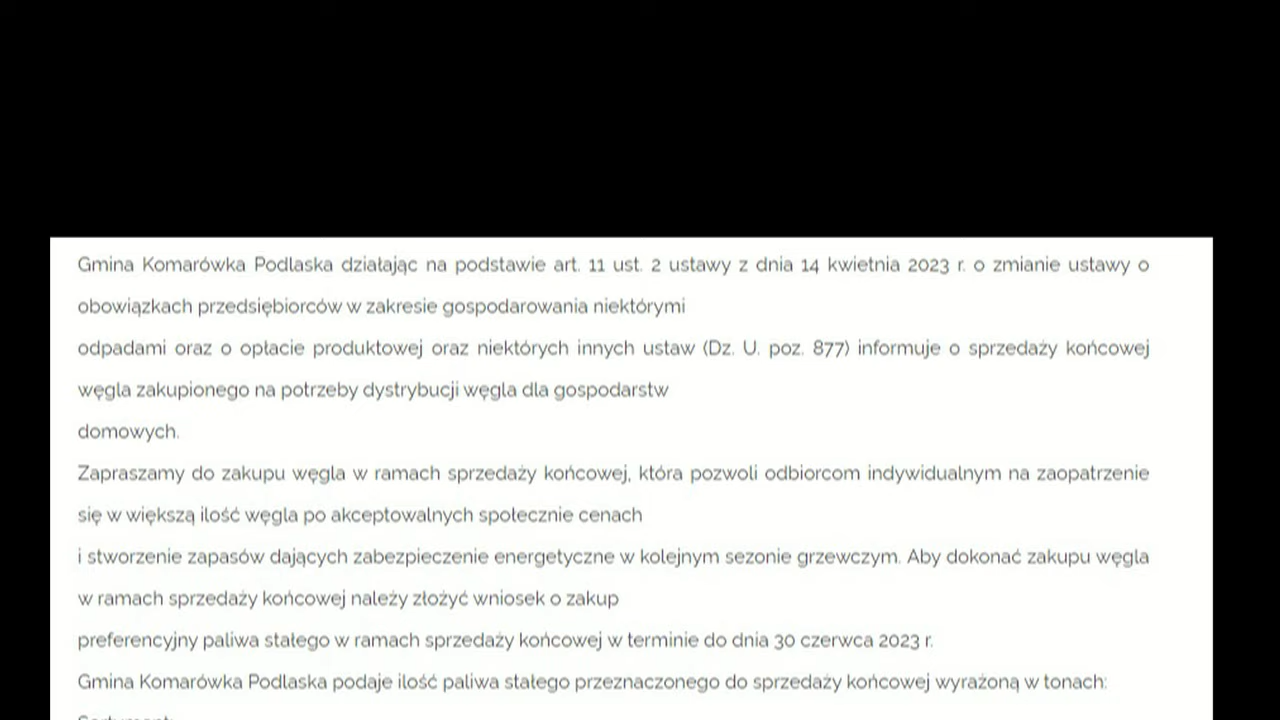 Gmina Komarówka Podlaska działając na podstawie art. 11 ust. 2 ustawy z dnia 14 kwietnia 2023 r. o zmianie ustawy o
obowiązkach przedsiębiorców w zakresie gospodarowania niektórymi
odpadami oraz o opłacie produktowej oraz niektórych innych ustaw (Dz. U. poz. 877) informuje o sprzedaży końcowej
węgla zakupionego na potrzeby dystrybucji węgla dla gospodarstw
domowych.
Zapraszamy do zakupu węgla w ramach sprzedaży końcowej, która pozwoli odbiorcom indywidualnym na zaopatrzenie
się w większą ilość węgla po akceptowalnych społecznie cenach
i stworzenie zapasów dających zabezpieczenie energetyczne w kolejnym sezonie grzewczym. Aby dokonać zakupu węgla
w ramach sprzedaży końcowej należy złożyć wniosek o zakup
preferencyjny paliwa stałego w ramach sprzedaży końcowej w terminie do dnia 30 czerwca 2023 r.
Gmina Komarówka Podlaska podaje ilość paliwa stałego przeznaczonego do sprzedaży końcowej wyrażoną w tonach: